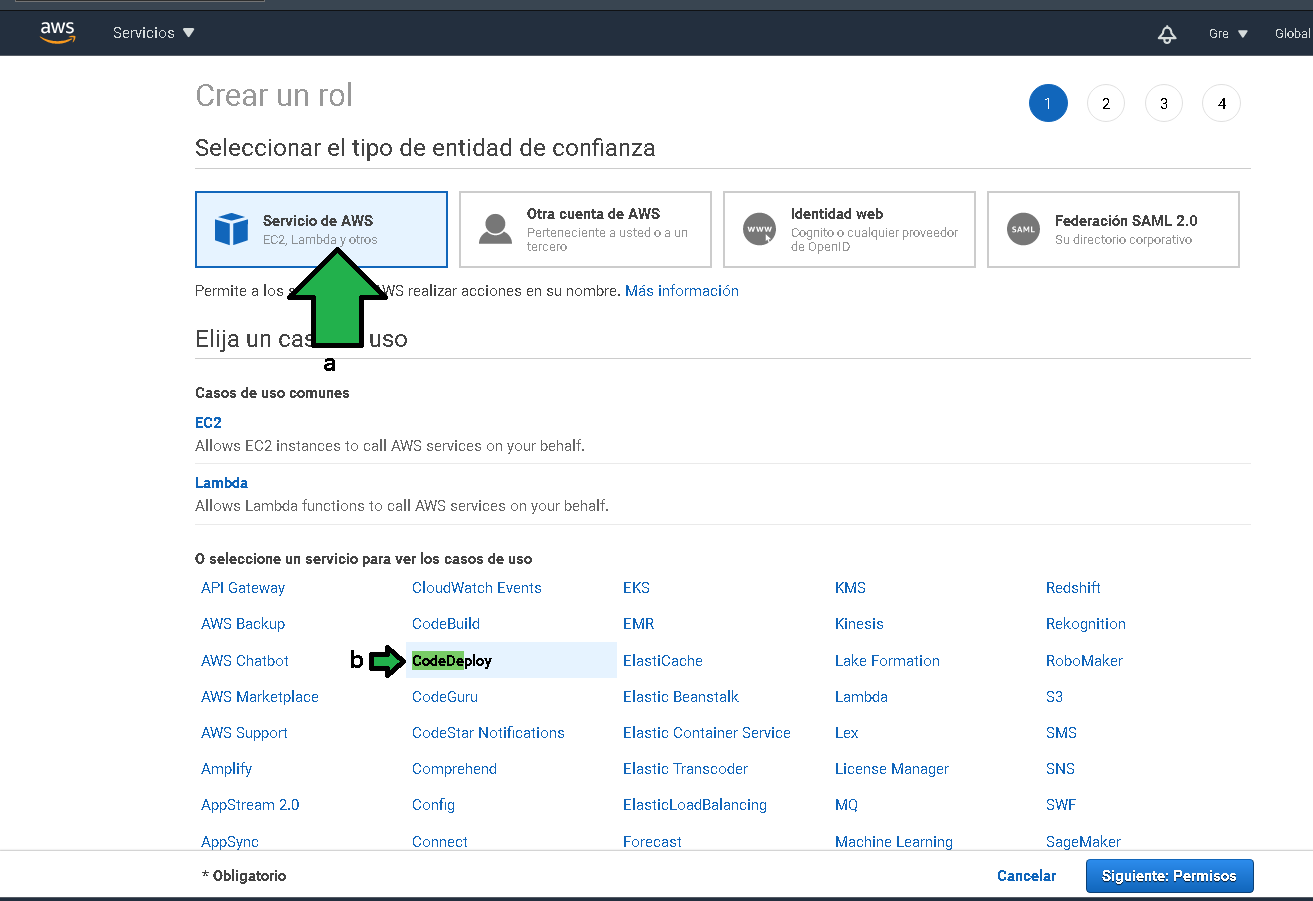 aws Servicios Gre Global
Crear un rol
1 2 3 4
Seleccionar el tipo de entidad de confianza
Servicio de AWS
EC2, Lambda y otros
Otra cuenta de AWS
Perteneciente a usted o a un
tercero
www
Identidad web
Cognito o cualquier proveedor
de OpenID
SAML
Federación SAML 2.0
Su directorio corporativo
Permite a los AWS realizar acciones en su nombre. Más información
Elija un uso
a
Casos de uso comunes
EC2
Allows EC2 instances to call AWS services on your behalf.
Lambda
Allows Lambda functions to call AWS services on your behalf.
O seleccione un servicio para ver los casos de uso
API Gateway CloudWatch Events EKS KMS Redshift
AWS Backup CodeBuild EMR Kinesis Rekognition
AWS Chatbot b CodeDeploy ElastiCache Lake Formation RoboMaker
AWS Marketplace CodeGuru Elastic Beanstalk Lambda S3
AWS Support CodeStar Notifications Elastic Container Service Lex SMS
Amplify Comprehend Elastic Transcoder License Manager SNS
AppStream 2.0 Config ElasticLoadBalancing MQ SWF
AppSync Connect Forecast Machine Learning SageMaker
* Obligatorio Cancelar Siguiente: Permisos